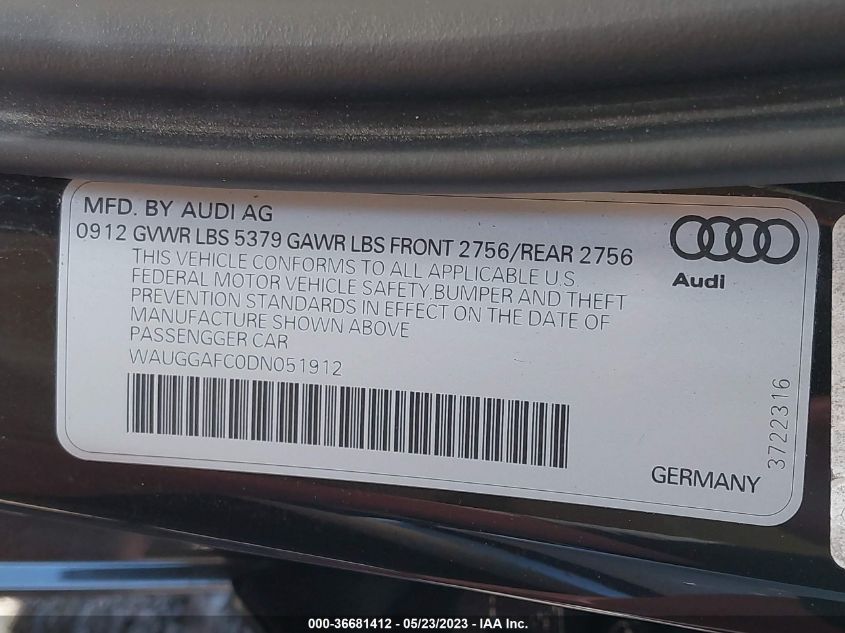 MFD. BY AUDI AG
0912 GVWR LBS 5379 GAWR LBS FRONT 2756/REAR 2756
THIS VEHICLE CONFORMS TO ALL APPLICABLE U.S.
FEDERAL MOTOR VEHICLE SAFETY,BUMPER AND THEFT
PREVENTION STANDARDS IN EFFECT ON THE DATE OF
MANUFACTURE SHOWN ABOVE
PASSENGGER CAR
WAUGGAFC0DN051912
Audi
3722316
GERMANY
000-36681412 - 05/23/2023 - IAA Inc.